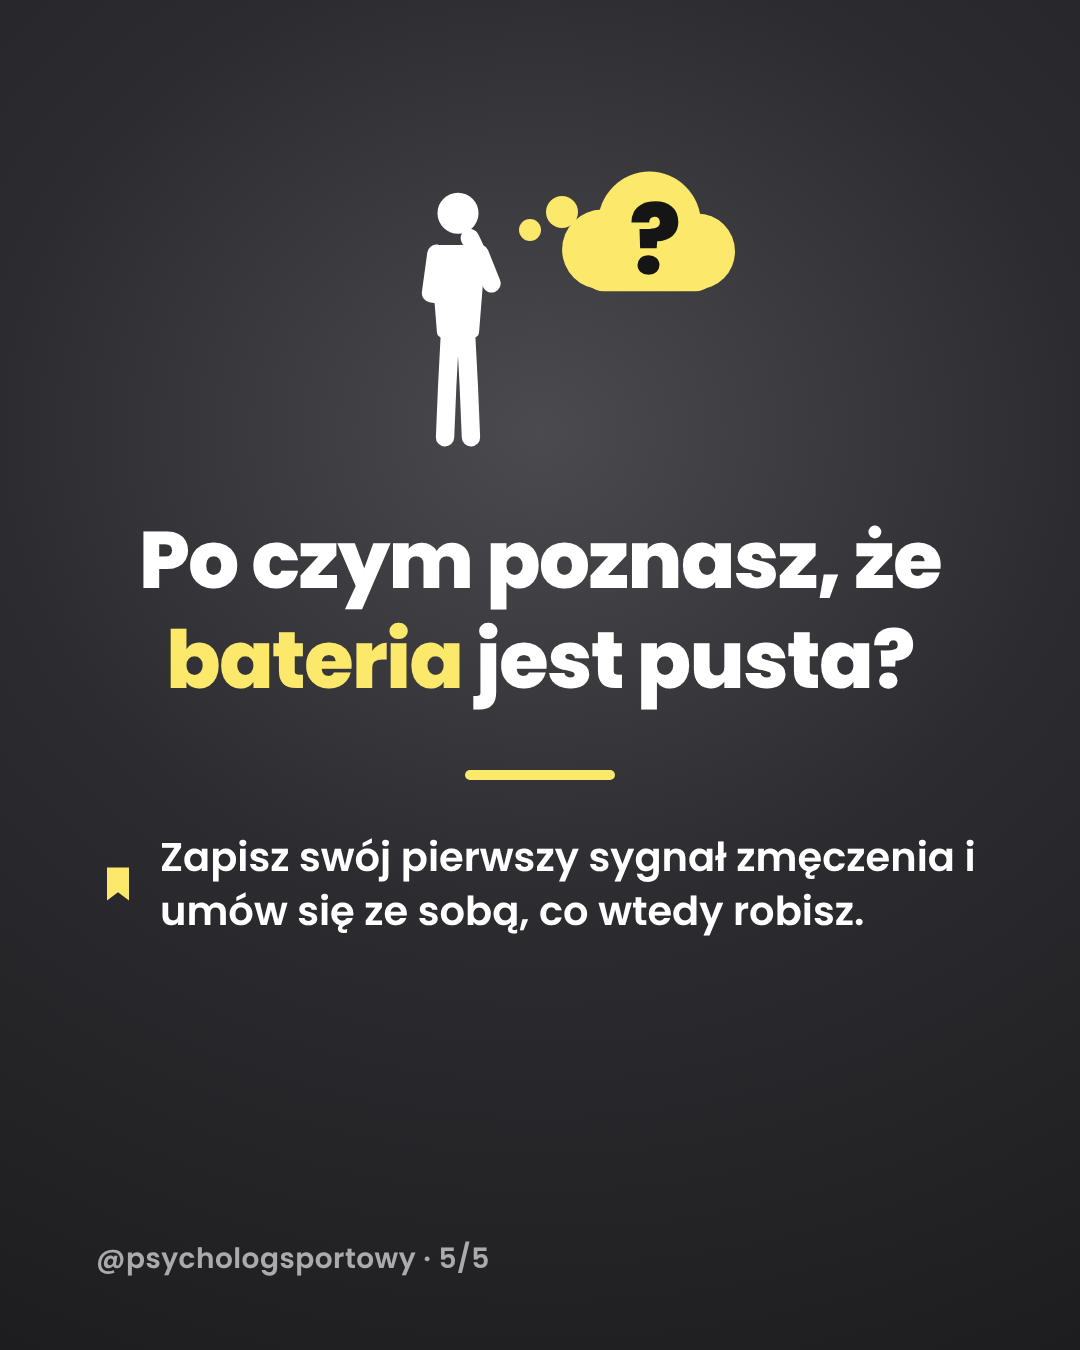 ?
Po czym poznasz, że
bateria jest pusta?
Zapisz swój pierwszy sygnał zmęczenia i
umów się ze sobą, co wtedy robisz.
@psychologsportowy · 5/5